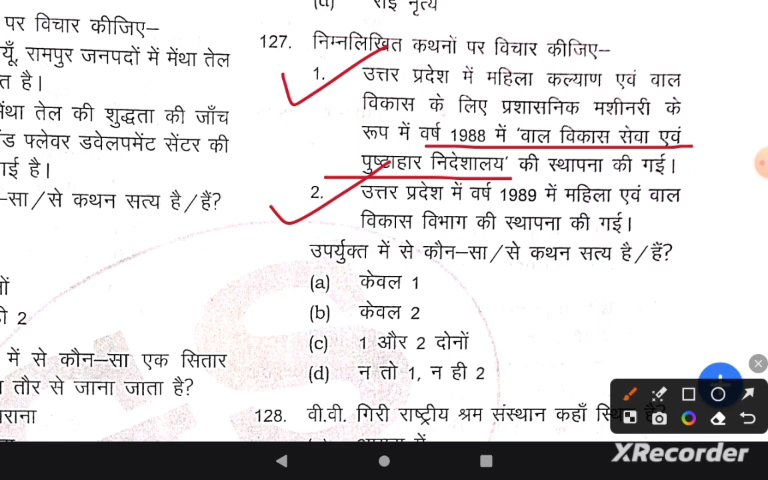 पर विचार कीजिए–
यूँ, रामपुर जनपदों में मेंथा तेल
त है।
मेंथा तेल की शुद्धता की जाँच
ंड फ्लेवर डवेलपमेंट सेंटर की
ाई है।
–सा/से कथन सत्य है/हैं?
ों
ो 2
में से कौन–सा एक सितार
तौर से जाना जाता है?
राना
(d) राई नृत्य
127. निम्नलिखित कथनों पर विचार कीजिए–
1. उत्तर प्रदेश में महिला कल्याण एवं वाल
विकास के लिए प्रशासनिक मशीनरी के
रूप में वर्ष 1988 में 'वाल विकास सेवा एवं
पुष्टाहार निदेशालय' की स्थापना की गई।
2. उत्तर प्रदेश में वर्ष 1989 में महिला एवं वाल
विकास विभाग की स्थापना की गई।
उपर्युक्त में से कौन–सा/से कथन सत्य है/हैं?
(a) केवल 1
(b) केवल 2
(c) 1 और 2 दोनों
(d) न तो 1, न ही 2
128. वी.वी. गिरी राष्ट्रीय श्रम संस्थान कहाँ स्थित है?
XRecorder